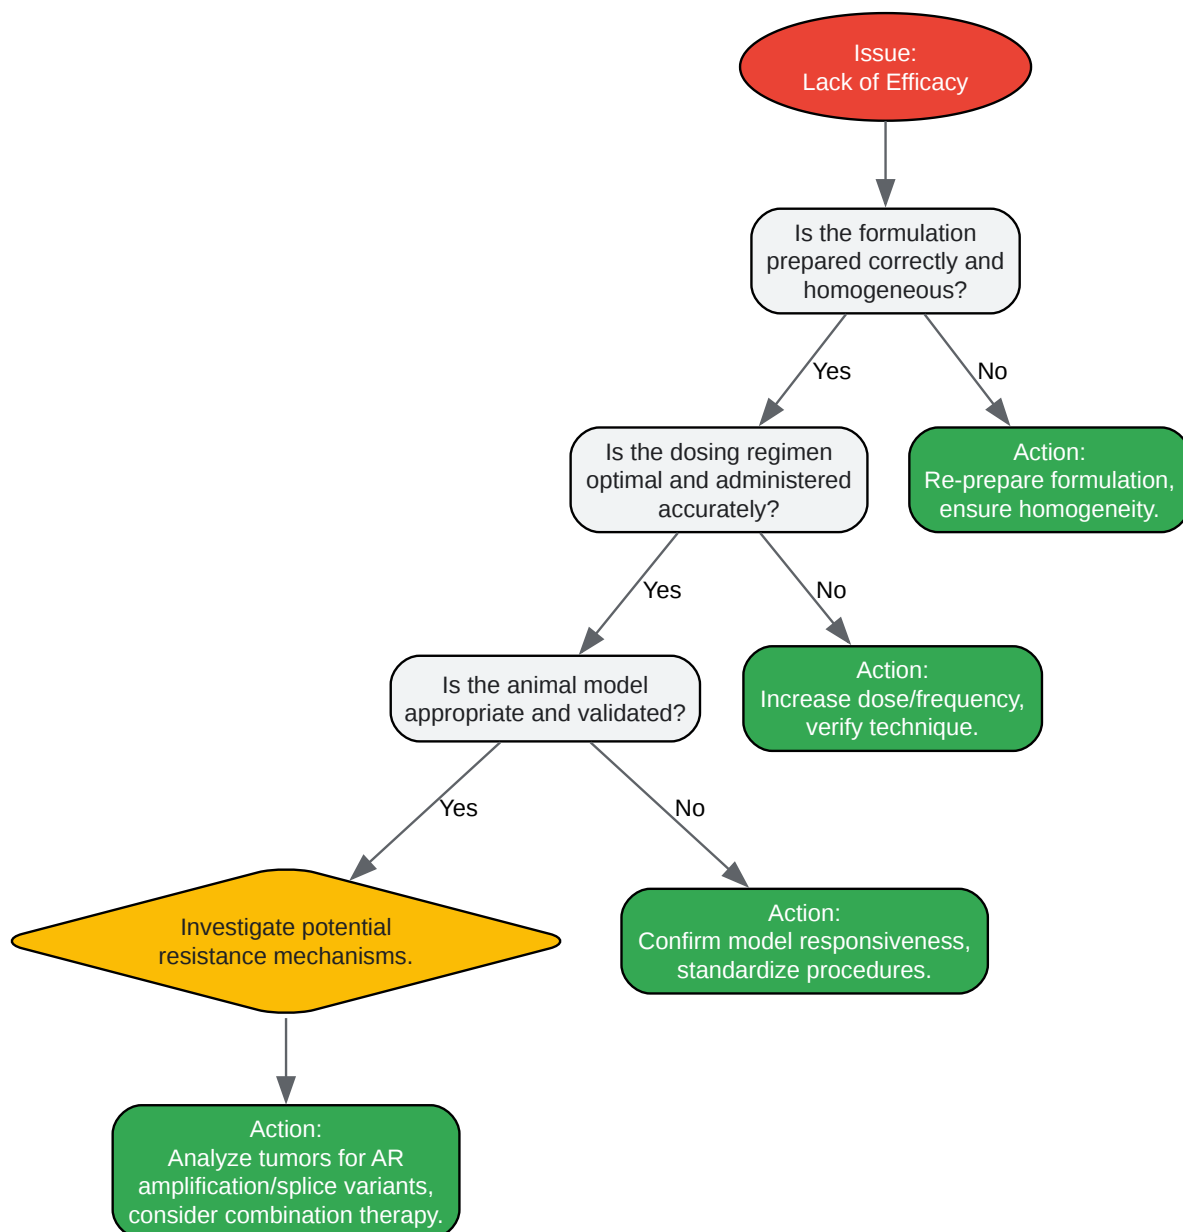 Issue:
Lack of Efficacy
Is the formulation
prepared correctly and
homogeneous?
Yes
No
Is the dosing regimen
optimal and administered
accurately?
Action:
Re-prepare formulation,
ensure homogeneity.
Yes
No
Is the animal model
appropriate and validated?
Action:
Increase dose/frequency,
verify technique.
Yes
No
Investigate potential
resistance mechanisms.
Action:
Confirm model responsiveness,
standardize procedures.
Action:
Analyze tumors for AR
amplification/splice variants,
consider combination therapy.